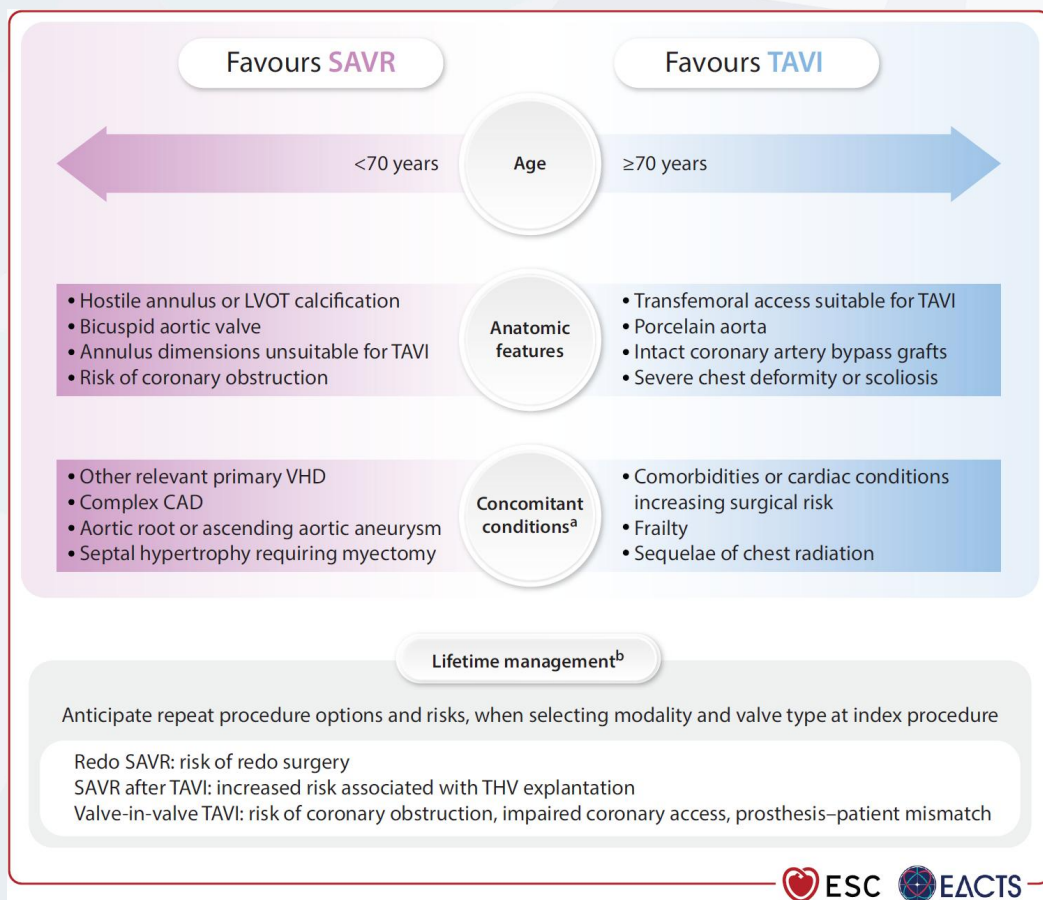 Favours SAVR
Favours TAVI
<70 years
Age
≥70 years
• Hostile annulus or LVOT calcification
• Bicuspid aortic valve
• Annulus dimensions unsuitable for TAVI
• Risk of coronary obstruction
Anatomic
features
• Transfemoral access suitable for TAVI
• Porcelain aorta
• Intact coronary artery bypass grafts
• Severe chest deformity or scoliosis
• Other relevant primary VHD
• Complex CAD
• Aortic root or ascending aortic aneurysm
• Septal hypertrophy requiring myectomy
Concomitant
conditionsᵃ
• Comorbidities or cardiac conditions
increasing surgical risk
• Frailty
• Sequelae of chest radiation
Lifetime managementᵇ
Anticipate repeat procedure options and risks, when selecting modality and valve type at index procedure
Redo SAVR: risk of redo surgery
SAVR after TAVI: increased risk associated with THV explantation
Valve-in-valve TAVI: risk of coronary obstruction, impaired coronary access, prosthesis–patient mismatch
ESC
EACTS